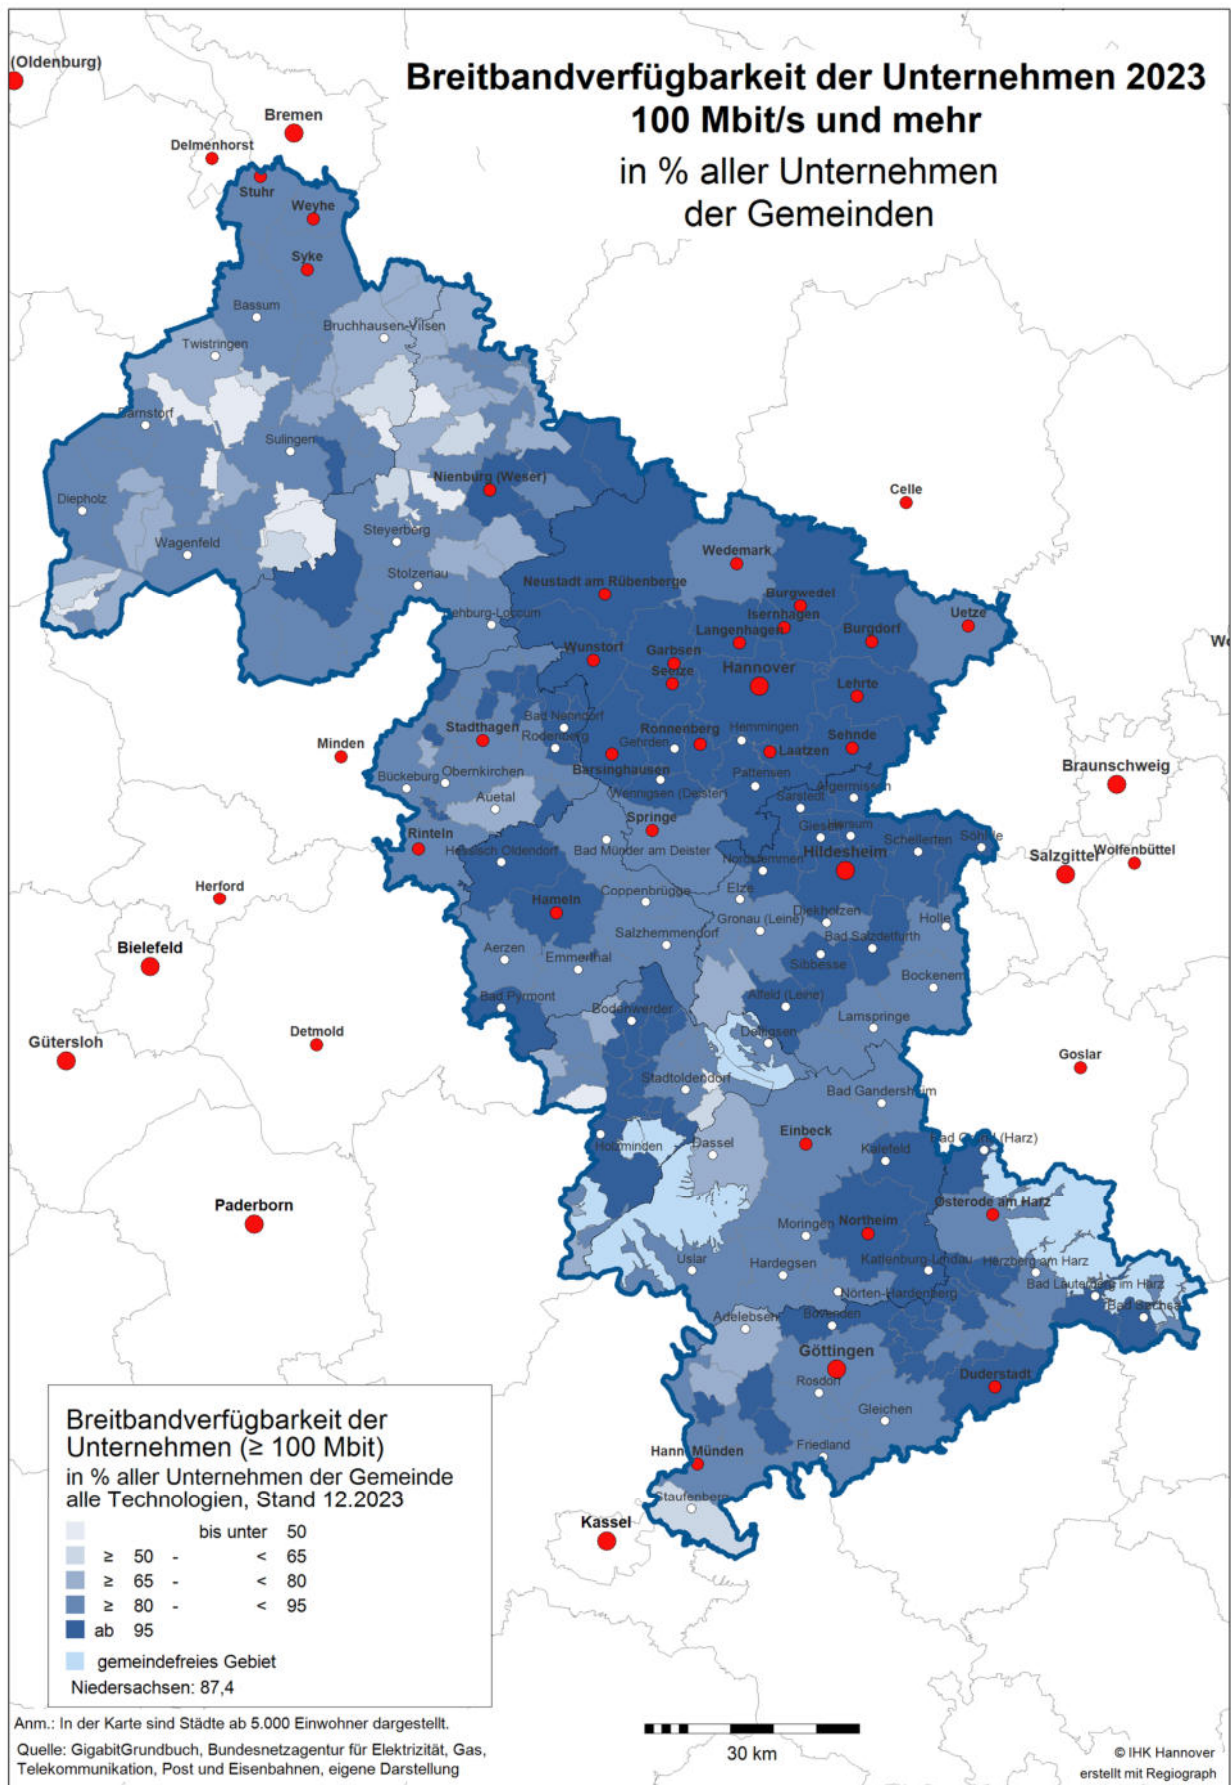 Breitbandverfügbarkeit der Unternehmen 2023
100 Mbit/s und mehr
in % aller Unternehmen
der Gemeinden
(Oldenburg)
Bremen
Delmenhorst
Stuhr
Weyhe
Syke
Bassum
Bruchhausen-Vilsen
Twistringen
Barnstorf
Sulingen
Nienburg (Weser)
Celle
Diepholz
Steyerberg
Wagenfeld
Wedemark
Stolzenau
Neustadt am Rübenberge
Burgwedel
Isernhagen
Uetze
Rehburg-Loccum
Langenhagen
Burgdorf
Wunstorf
Garbsen
Seelze
Hannover
Lehrte
Bad Nenndorf
Stadthagen
Rodenberg
Ronnenberg
Hemmingen
Sehnde
Minden
Gehrden
Laatzen
Barsinghausen
Braunschweig
Bückeburg
Obernkirchen
Pattensen
Wennigsen (Deister)
Algermissen
Auetal
Sarstedt
Springe
Giesen
Harsum
Rinteln
Schellerten
Söhlde
Hessisch Oldendorf
Bad Münder am Deister
Nordstemmen
Hildesheim
Salzgitter
Wolfenbüttel
Herford
Coppenbrügge
Elze
Hameln
Gronau (Leine)
Diekholzen
Holle
Salzhemmendorf
Bad Salzdetfurth
Bielefeld
Aerzen
Emmerthal
Sibbesse
Bockenem
Bad Pyrmont
Bodenwerder
Alfeld (Leine)
Lamspringe
Detmold
Delligsen
Gütersloh
Goslar
Stadtoldendorf
Bad Gandersheim
Einbeck
Holzminden
Dassel
Kalefeld
Bad Grund (Harz)
Paderborn
Osterode am Harz
Moringen
Northeim
Uslar
Hardegsen
Katlenburg-Lindau
Herzberg am Harz
Bad Lauterberg im Harz
Nörten-Hardenberg
Adelebsen
Bovenden
Bad Sachsa
Göttingen
Rosdorf
Duderstadt
Gleichen
Friedland
Hann. Münden
Staufenberg
Kassel
Breitbandverfügbarkeit der
Unternehmen (≥ 100 Mbit)
in % aller Unternehmen der Gemeinde
alle Technologien, Stand 12.2023
bis unter 50
≥ 50 - < 65
≥ 65 - < 80
≥ 80 - < 95
ab 95
gemeindefreies Gebiet
Niedersachsen: 87,4
Anm.: In der Karte sind Städte ab 5.000 Einwohner dargestellt.
Quelle: GigabitGrundbuch, Bundesnetzagentur für Elektrizität, Gas,
Telekommunikation, Post und Eisenbahnen, eigene Darstellung
30 km
© IHK Hannover
erstellt mit Regiograph